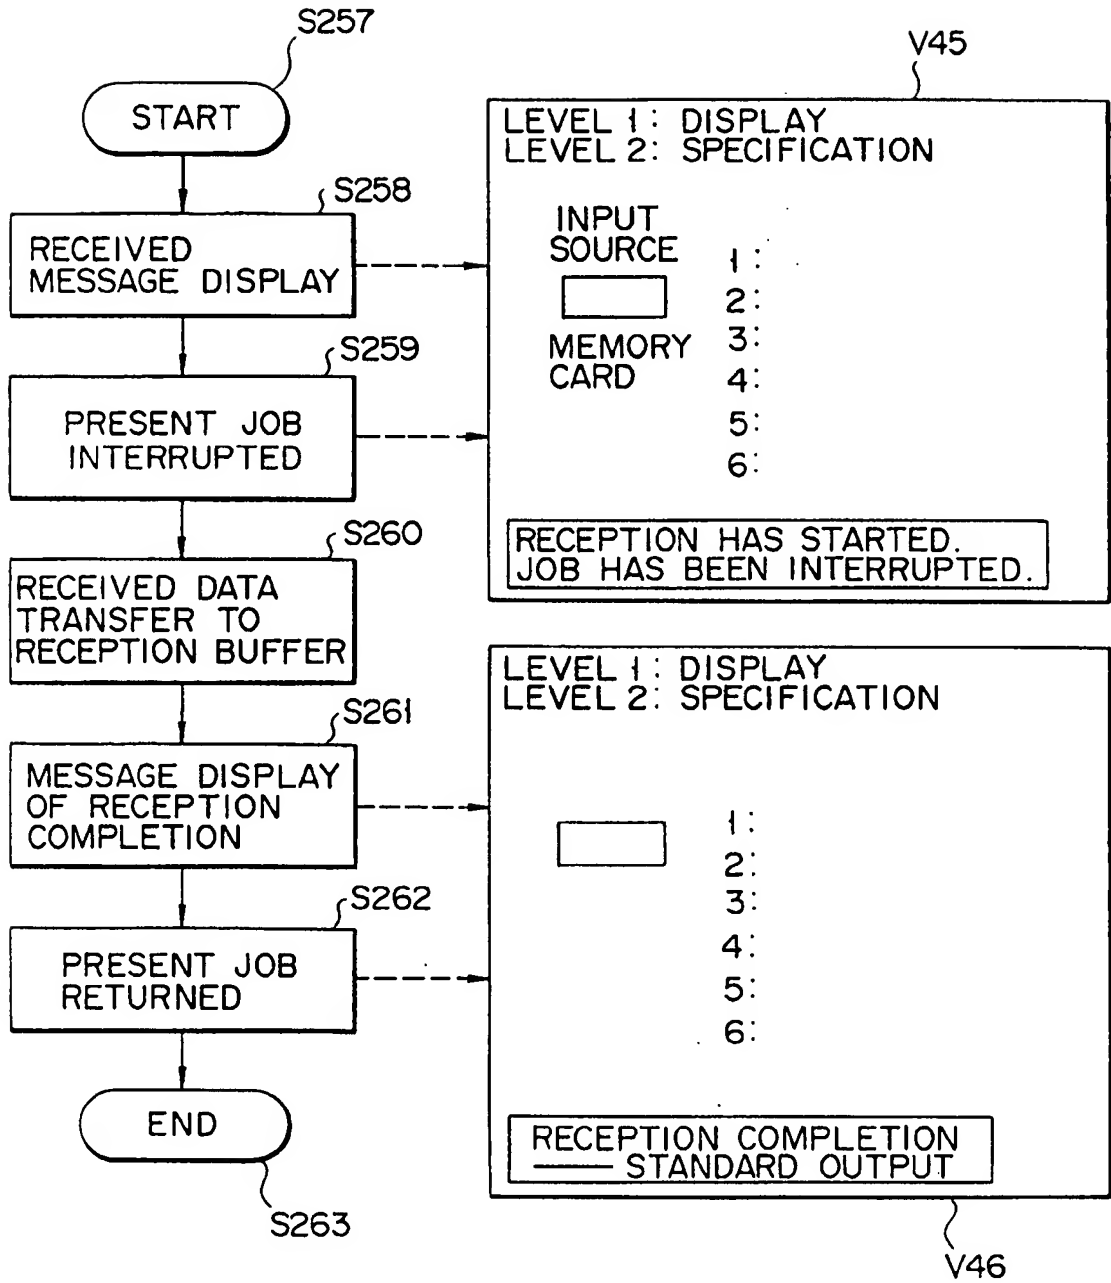 S257
START
S258
RECEIVED
MESSAGE DISPLAY
S259
PRESENT JOB
INTERRUPTED
S260
RECEIVED DATA
TRANSFER TO
RECEPTION BUFFER
S261
MESSAGE DISPLAY
OF RECEPTION
COMPLETION
S262
PRESENT JOB
RETURNED
END
S263
V45
LEVEL 1: DISPLAY
LEVEL 2: SPECIFICATION
INPUT
SOURCE
MEMORY
CARD
1:
2:
3:
4:
5:
6:
RECEPTION HAS STARTED.
JOB HAS BEEN INTERRUPTED.
LEVEL 1: DISPLAY
LEVEL 2: SPECIFICATION
1:
2:
3:
4:
5:
6:
RECEPTION COMPLETION
—— STANDARD OUTPUT
V46